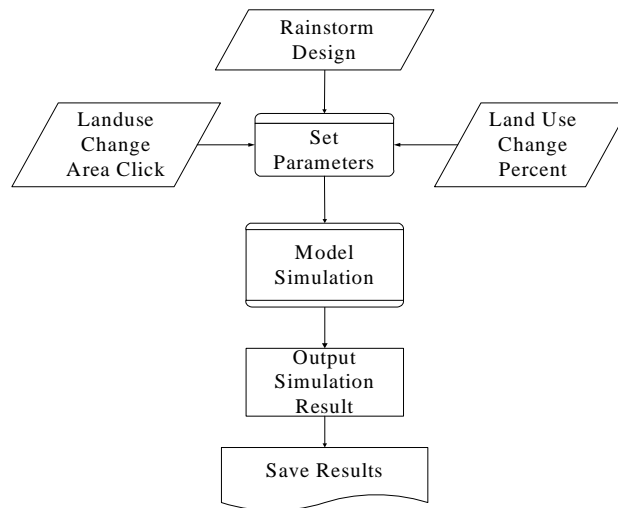 Rainstorm
Design
Landuse
Change
Area Click
Set
Parameters
Land Use
Change
Percent
Model
Simulation
Output
Simulation
Result
Save Results